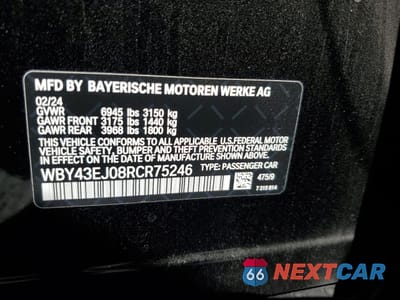 MFD BY BAYERISCHE MOTOREN WERKE AG
02/24
GVWR 6945 lbs 3150 kg
GAWR FRONT 3175 lbs 1440 kg
GAWR REAR 3968 lbs 1800 kg
THIS VEHICLE CONFORMS TO ALL APPLICABLE U.S.FEDERAL MOTOR
VEHICLE SAFETY, BUMPER, AND THEFT PREVENTION STANDARDS
IN EFFECT ON THE DATE OF MANUFACTURE SHOWN ABOVE.
WBY43EJ08RCR75246 TYPE: PASSENGER CAR
475/9
66 NEXTCAR